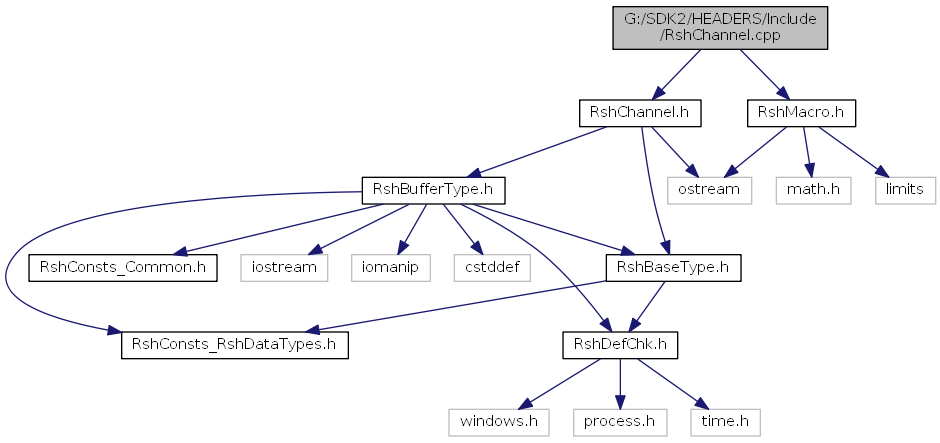 G:/SDK2/HEADERS/Include
/RshChannel.cpp
RshChannel.h
RshMacro.h
RshBufferType.h
ostream
math.h
limits
RshConsts_Common.h
iostream
iomanip
cstddef
RshBaseType.h
RshConsts_RshDataTypes.h
RshDefChk.h
windows.h
process.h
time.h